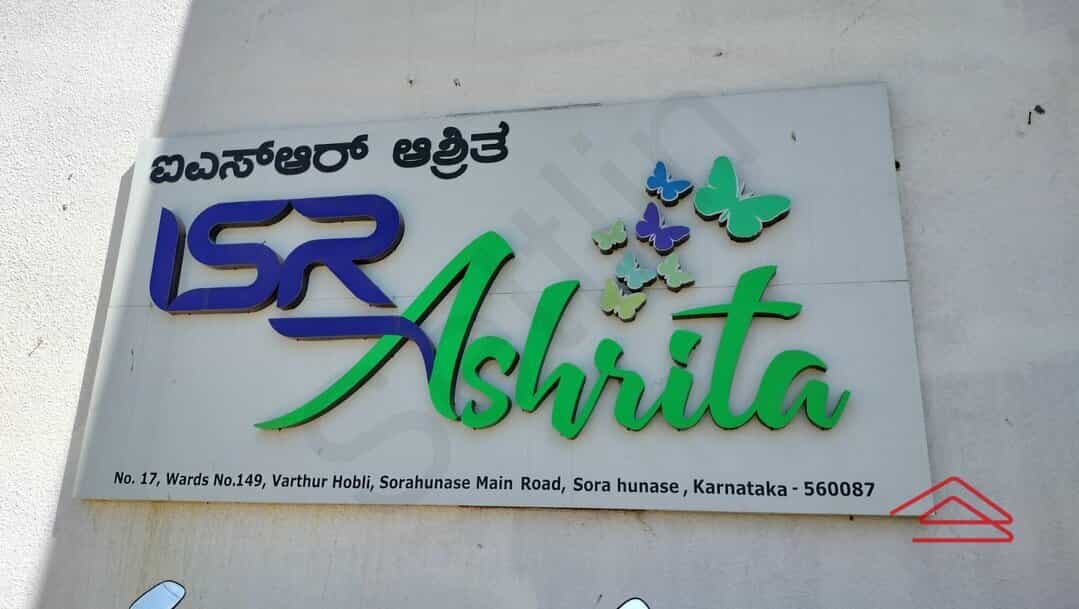 ಐಎಸ್ಆರ್ ಆಶ್ರಿತ
ISR
Ashrita
No. 17, Wards No.149, Varthur Hobli, Sorahunase Main Road, Sora hunase, Karnataka - 560087